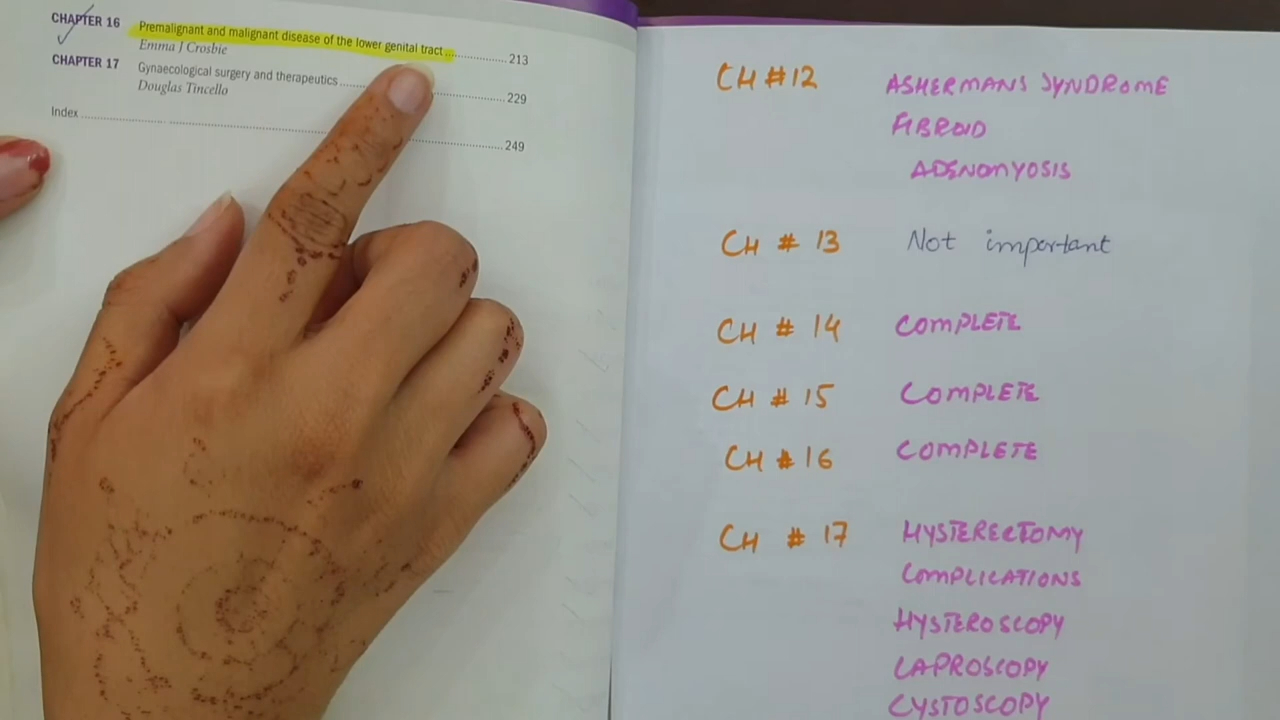 CHAPTER 16 Premalignant and malignant disease of the lower genital tract ........ 213
Emma J Crosbie
CHAPTER 17 Gynaecological surgery and therapeutics ........ 229
Douglas Tincello
Index ........ 249
CH # 12 ASHERMANS SYNDROME
FIBROID
ADENOMYOSIS
CH # 13 Not important
CH # 14 COMPLETE
CH # 15 COMPLETE
CH # 16 COMPLETE
CH # 17 HYSTERECTOMY
COMPLICATIONS
HYSTEROSCOPY
LAPROSCOPY
CYSTOSCOPY